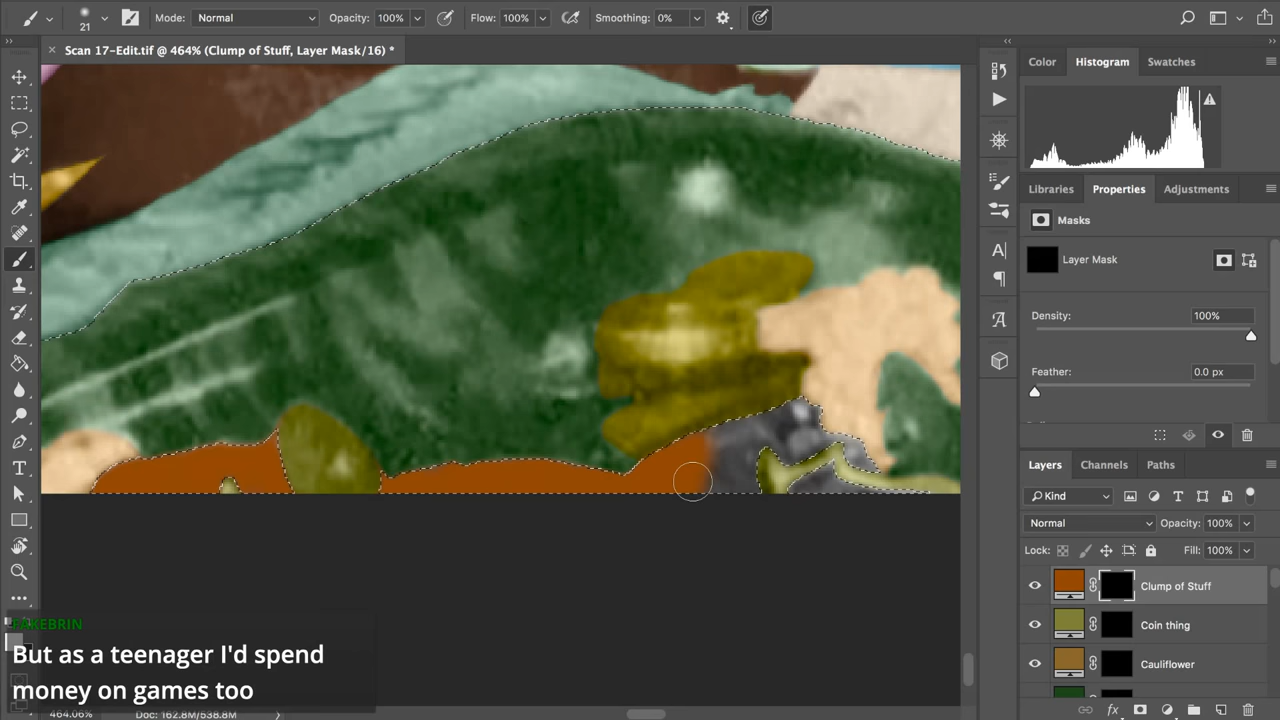 21
Mode: Normal
Opacity: 100%
Flow: 100%
Smoothing: 0%
Scan 17-Edit.tif @ 464% (Clump of Stuff, Layer Mask/16) *
Color
Histogram
Swatches
Libraries
Properties
Adjustments
Masks
Layer Mask
Density: 100%
Feather: 0.0 px
Layers
Channels
Paths
Kind
Normal
Opacity: 100%
Lock:
Fill: 100%
Clump of Stuff
Coin thing
Cauliflower
fx
FAKEBRIN
But as a teenager I'd spend
money on games too
464.06%
Doc: 162.8M/538.8M